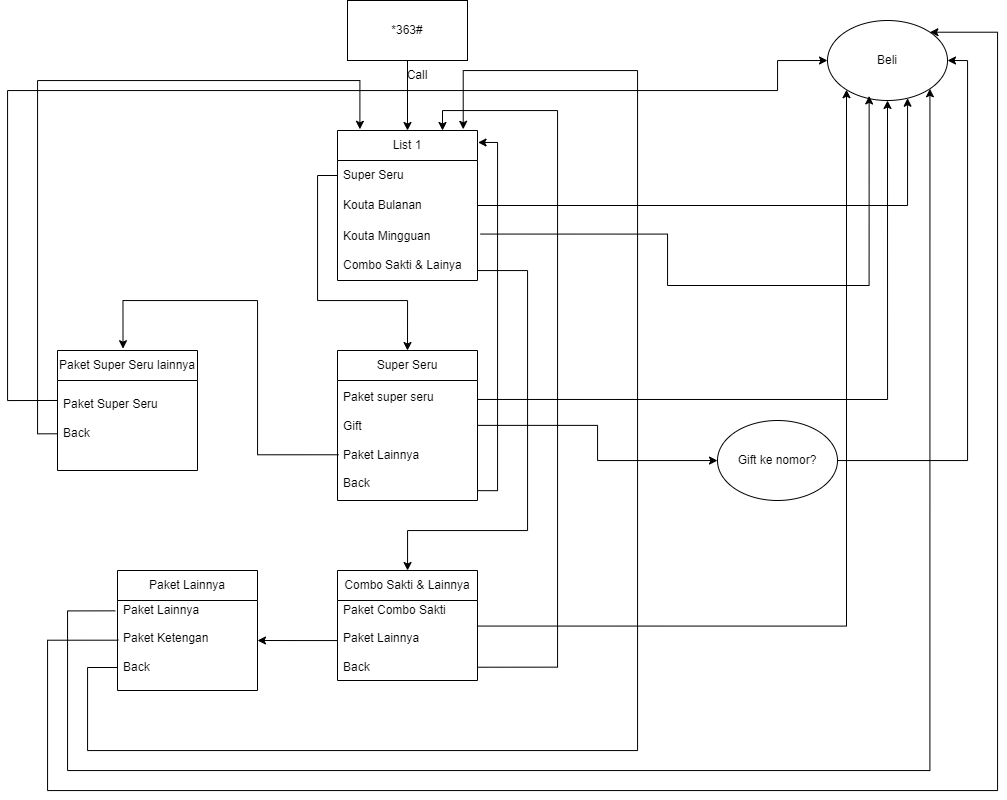 *363#
Call
Beli
List 1
Super Seru
Kouta Bulanan
Kouta Mingguan
Combo Sakti & Lainya
Paket Super Seru lainnya
Paket Super Seru
Back
Super Seru
Paket super seru
Gift
Paket Lainnya
Back
Gift ke nomor?
Paket Lainnya
Paket Lainnya
Paket Ketengan
Back
Combo Sakti & Lainnya
Paket Combo Sakti
Paket Lainnya
Back